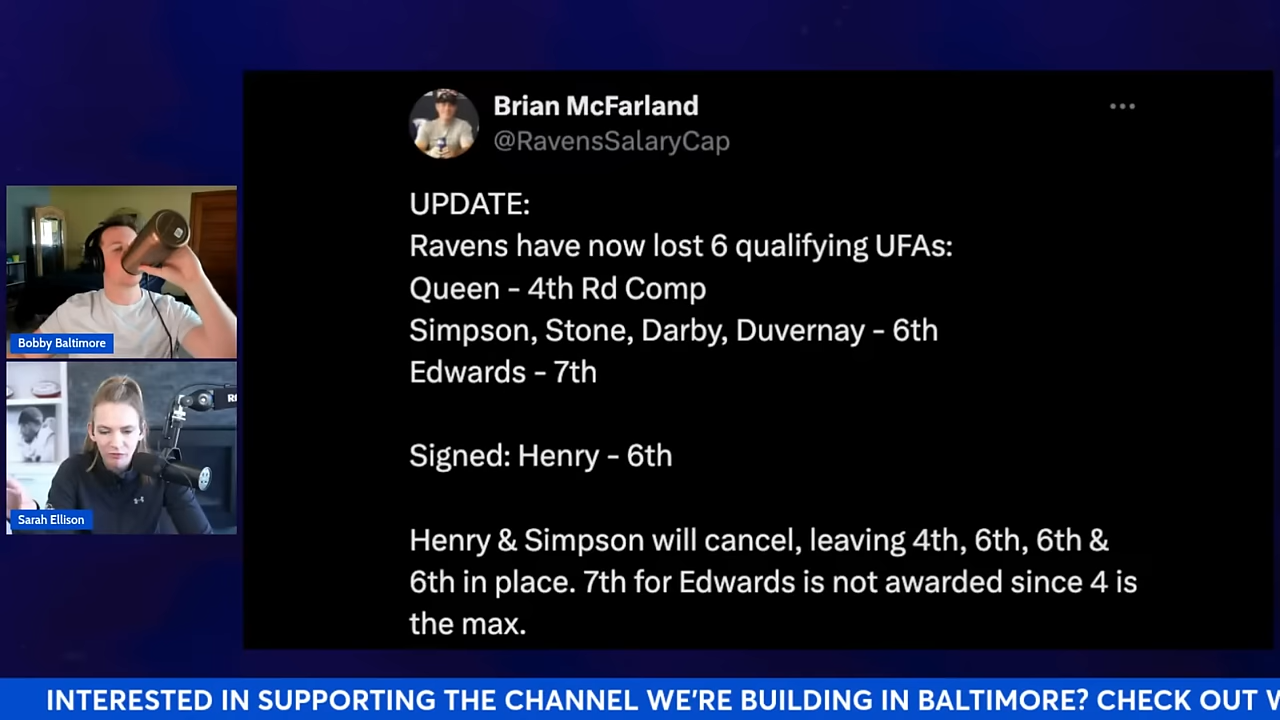 Brian McFarland
@RavensSalaryCap
UPDATE:
Ravens have now lost 6 qualifying UFAs:
Queen - 4th Rd Comp
Simpson, Stone, Darby, Duvernay - 6th
Edwards - 7th
Signed: Henry - 6th
Henry & Simpson will cancel, leaving 4th, 6th, 6th &
6th in place. 7th for Edwards is not awarded since 4 is
the max.
Bobby Baltimore
Sarah Ellison
INTERESTED IN SUPPORTING THE CHANNEL WE'RE BUILDING IN BALTIMORE? CHECK OUT